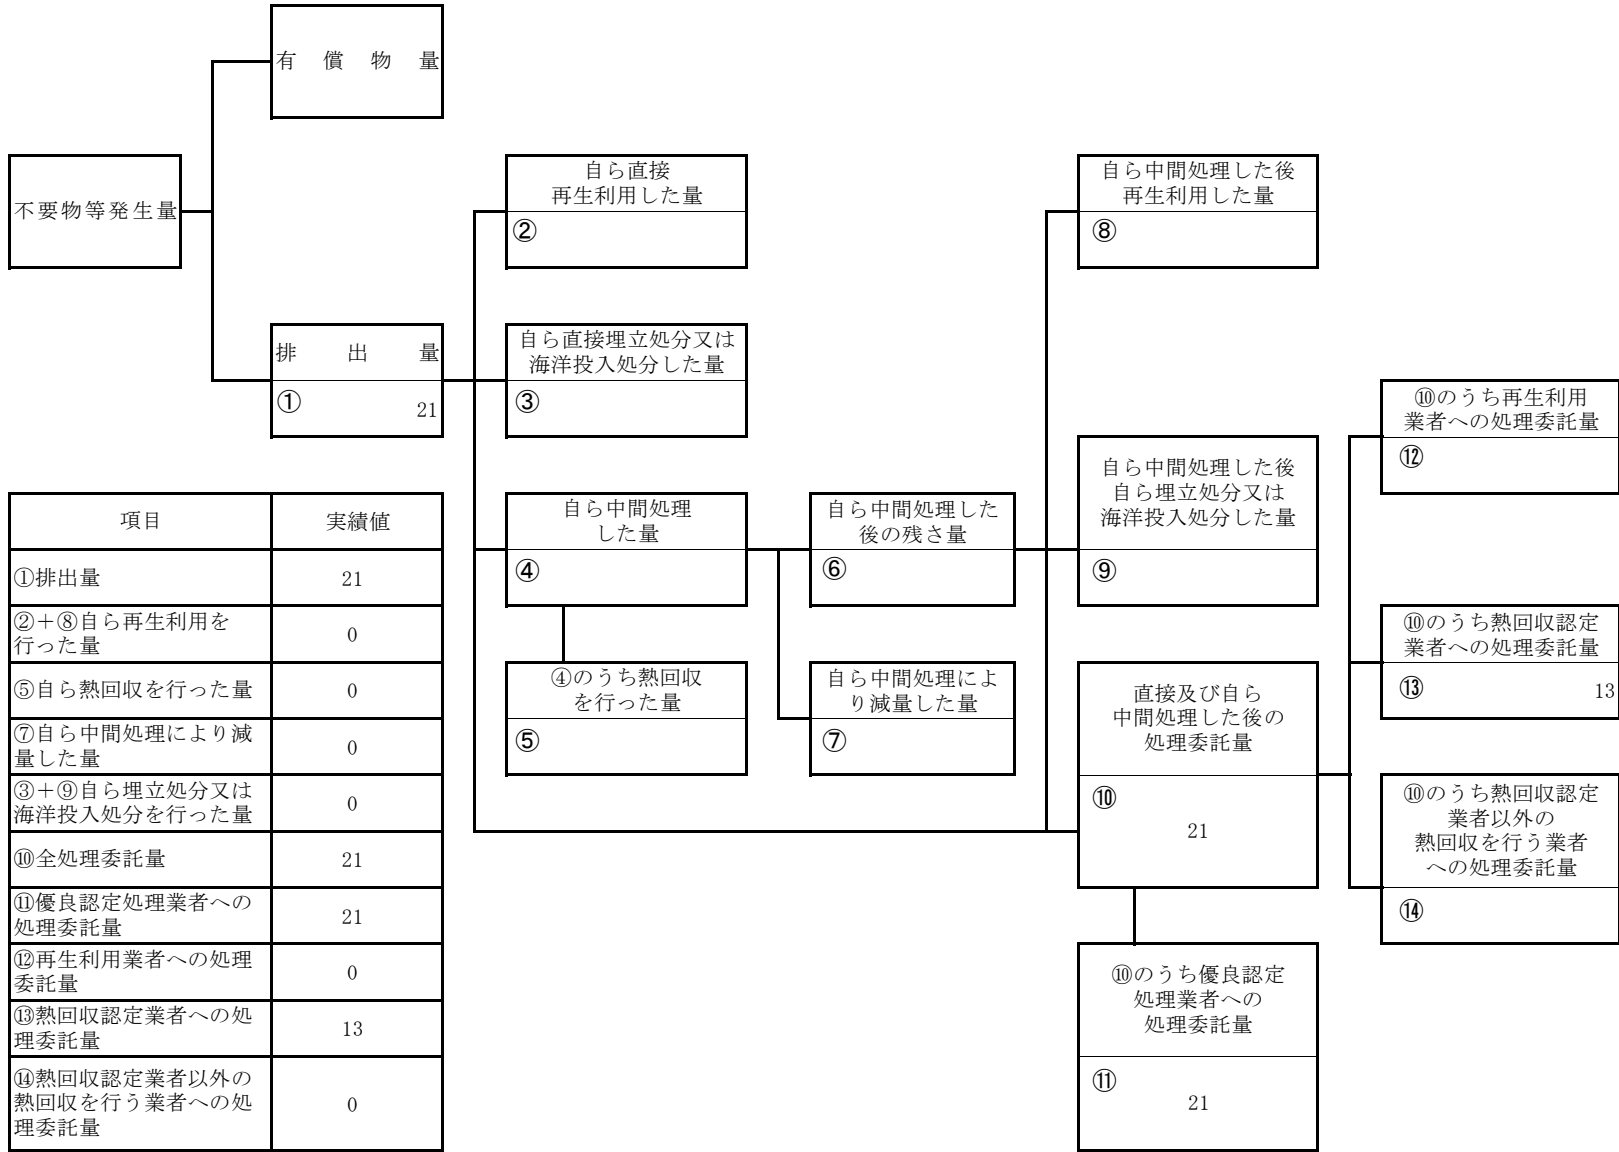 有償物量
不要物等発生量
排出量
①
21
自ら直接
再生利用した量
②
自ら直接埋立処分又は
海洋投入処分した量
③
自ら中間処理
した量
④
④のうち熱回収
を行った量
⑤
自ら中間処理した
後の残さ量
⑥
自ら中間処理によ
り減量した量
⑦
自ら中間処理した後
再生利用した量
⑧
自ら中間処理した後
自ら埋立処分又は
海洋投入処分した量
⑨
直接及び自ら
中間処理した後の
処理委託量
⑩
21
⑩のうち優良認定
処理業者への
処理委託量
⑪
21
⑩のうち再生利用
業者への処理委託量
⑫
⑩のうち熱回収認定
業者への処理委託量
⑬
13
⑩のうち熱回収認定
業者以外の
熱回収を行う業者
への処理委託量
⑭
項目 実績値
①排出量 21
②＋⑧自ら再生利用を
行った量 0
⑤自ら熱回収を行った量 0
⑦自ら中間処理により減
量した量 0
③＋⑨自ら埋立処分又は
海洋投入処分を行った量 0
⑩全処理委託量 21
⑪優良認定処理業者への
処理委託量 21
⑫再生利用業者への処理
委託量 0
⑬熱回収認定業者への処
理委託量 13
⑭熱回収認定業者以外の
熱回収を行う業者への処
理委託量 0